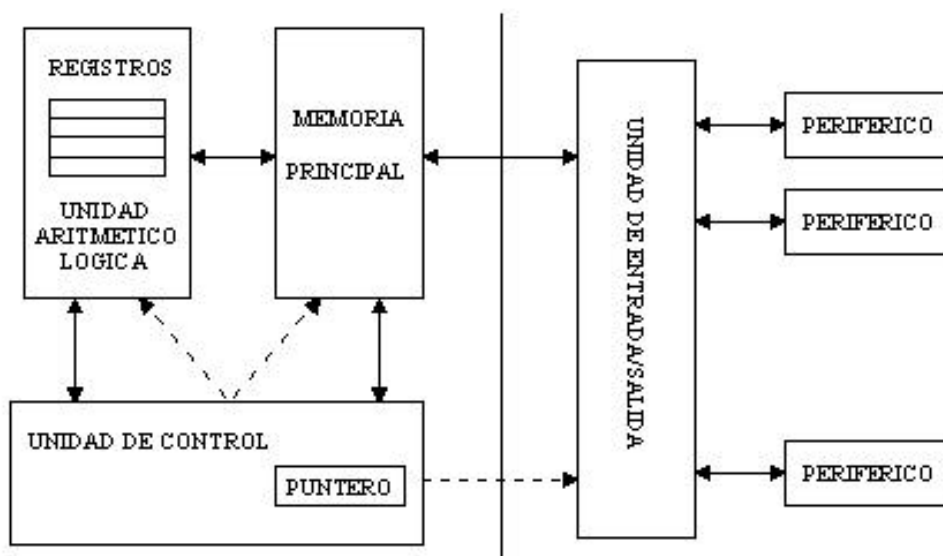 REGISTROS
UNIDAD
ARITMETICO
LOGICA
MEMORIA
PRINCIPAL
UNIDAD DE CONTROL
PUNTERO
UNIDAD DE ENTRADA/SALIDA
PERIFERICO
PERIFERICO
PERIFERICO